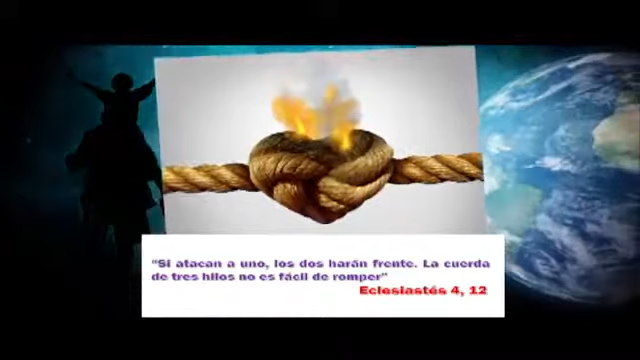 "Si atacan a uno, los dos harán frente. La cuerda
de tres hilos no es fácil de romper"
Eclesiastés 4, 12